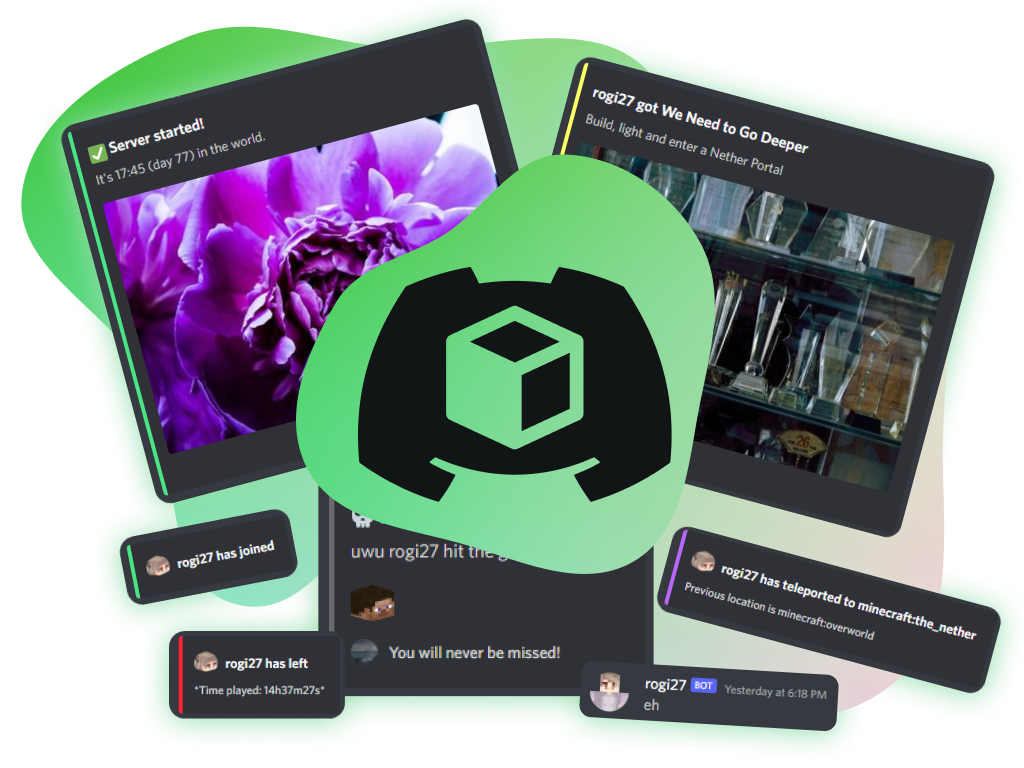 ✅ Server started!
It's 17:45 (day 77) in the world.
rogi27 got We Need to Go Deeper
Build, light and enter a Nether Portal
26
rogi27 has joined
uwu rogi27 hit the
You will never be missed!
rogi27 has left
*Time played: 14h37m27s*
rogi27 has teleported to minecraft:the_nether
Previous location is minecraft:overworld
rogi27 BOT Yesterday at 6:18 PM
eh